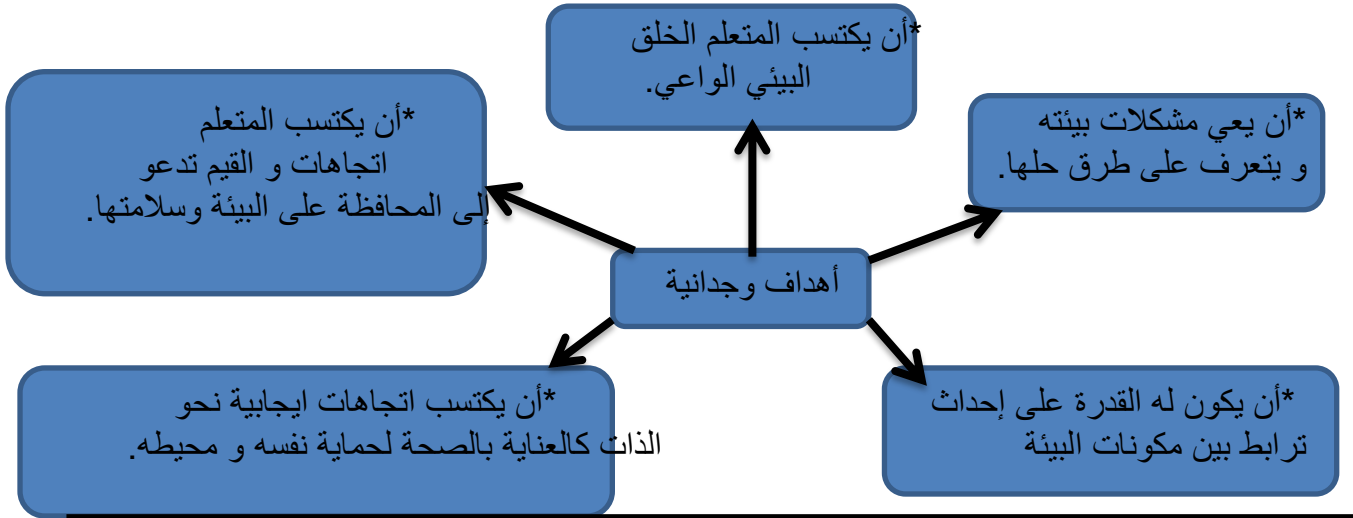 *أن يكتسب المتعلم الخلق
البيئي الواعي.
*أن يعي مشكلات بيئته
و يتعرف على طرق حلها.
*أن يكتسب المتعلم
اتجاهات و القيم تدعو
إلى المحافظة على البيئة وسلامتها.
أهداف وجدانية
*أن يكون له القدرة على إحداث
ترابط بين مكونات البيئة
*أن يكتسب اتجاهات ايجابية نحو
الذات كالعناية بالصحة لحماية نفسه و محيطه.